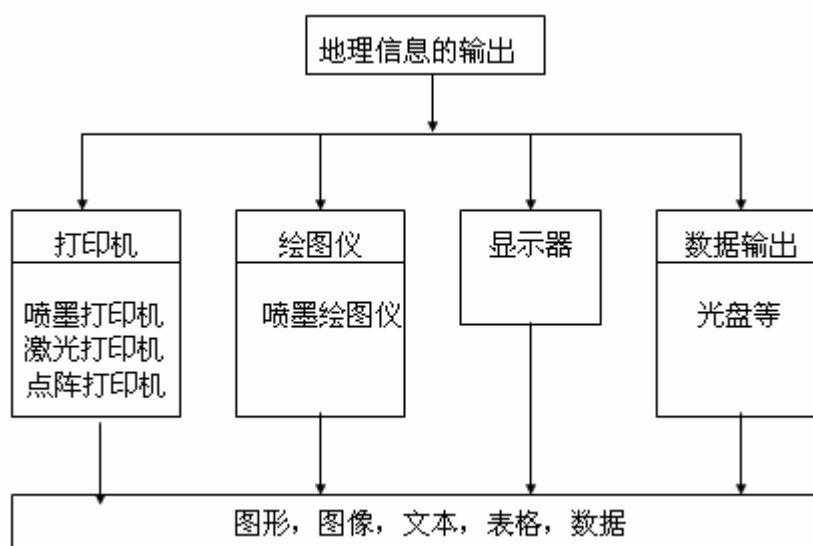 地理信息的输出
打印机
喷墨打印机
激光打印机
点阵打印机
绘图仪
喷墨绘图仪
显示器
数据输出
光盘等
图形，图像，文本，表格，数据